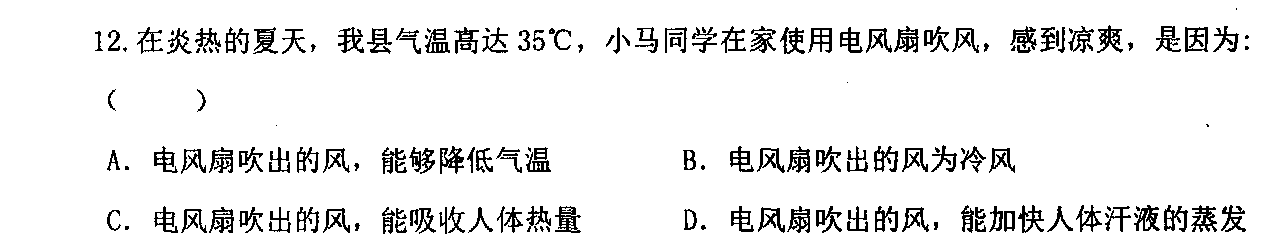 12. 在炎热的夏天，我县气温高达 35℃，小马同学在家使用电风扇吹风，感到凉爽，是因为:
（ ）
A. 电风扇吹出的风，能够降低气温 B. 电风扇吹出的风为冷风
C. 电风扇吹出的风，能吸收人体热量 D. 电风扇吹出的风，能加快人体汗液的蒸发